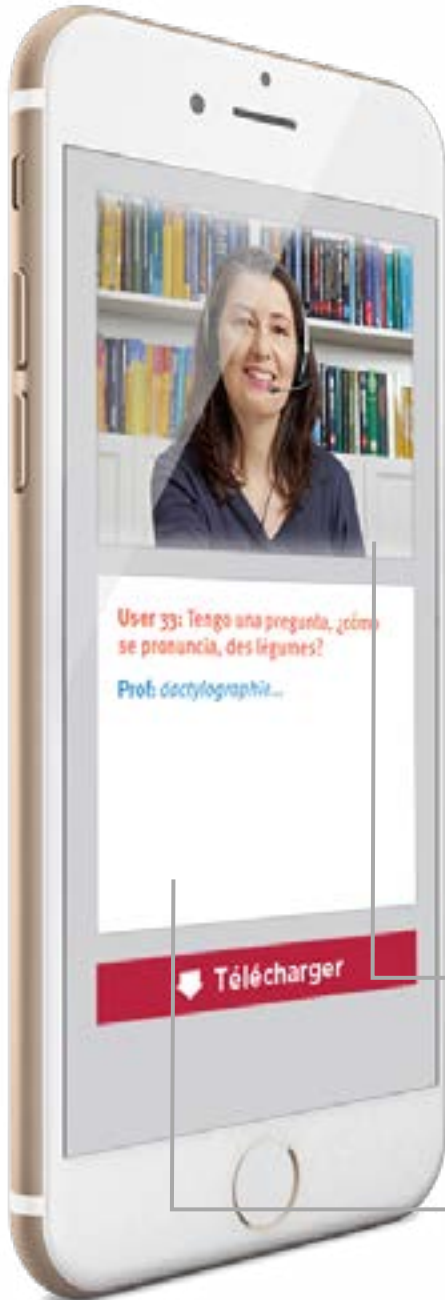 User 33: Tengo una pregunta, ¿cómo
se pronuncia, des légumes?
Prof: dactylographie...
Télécharger